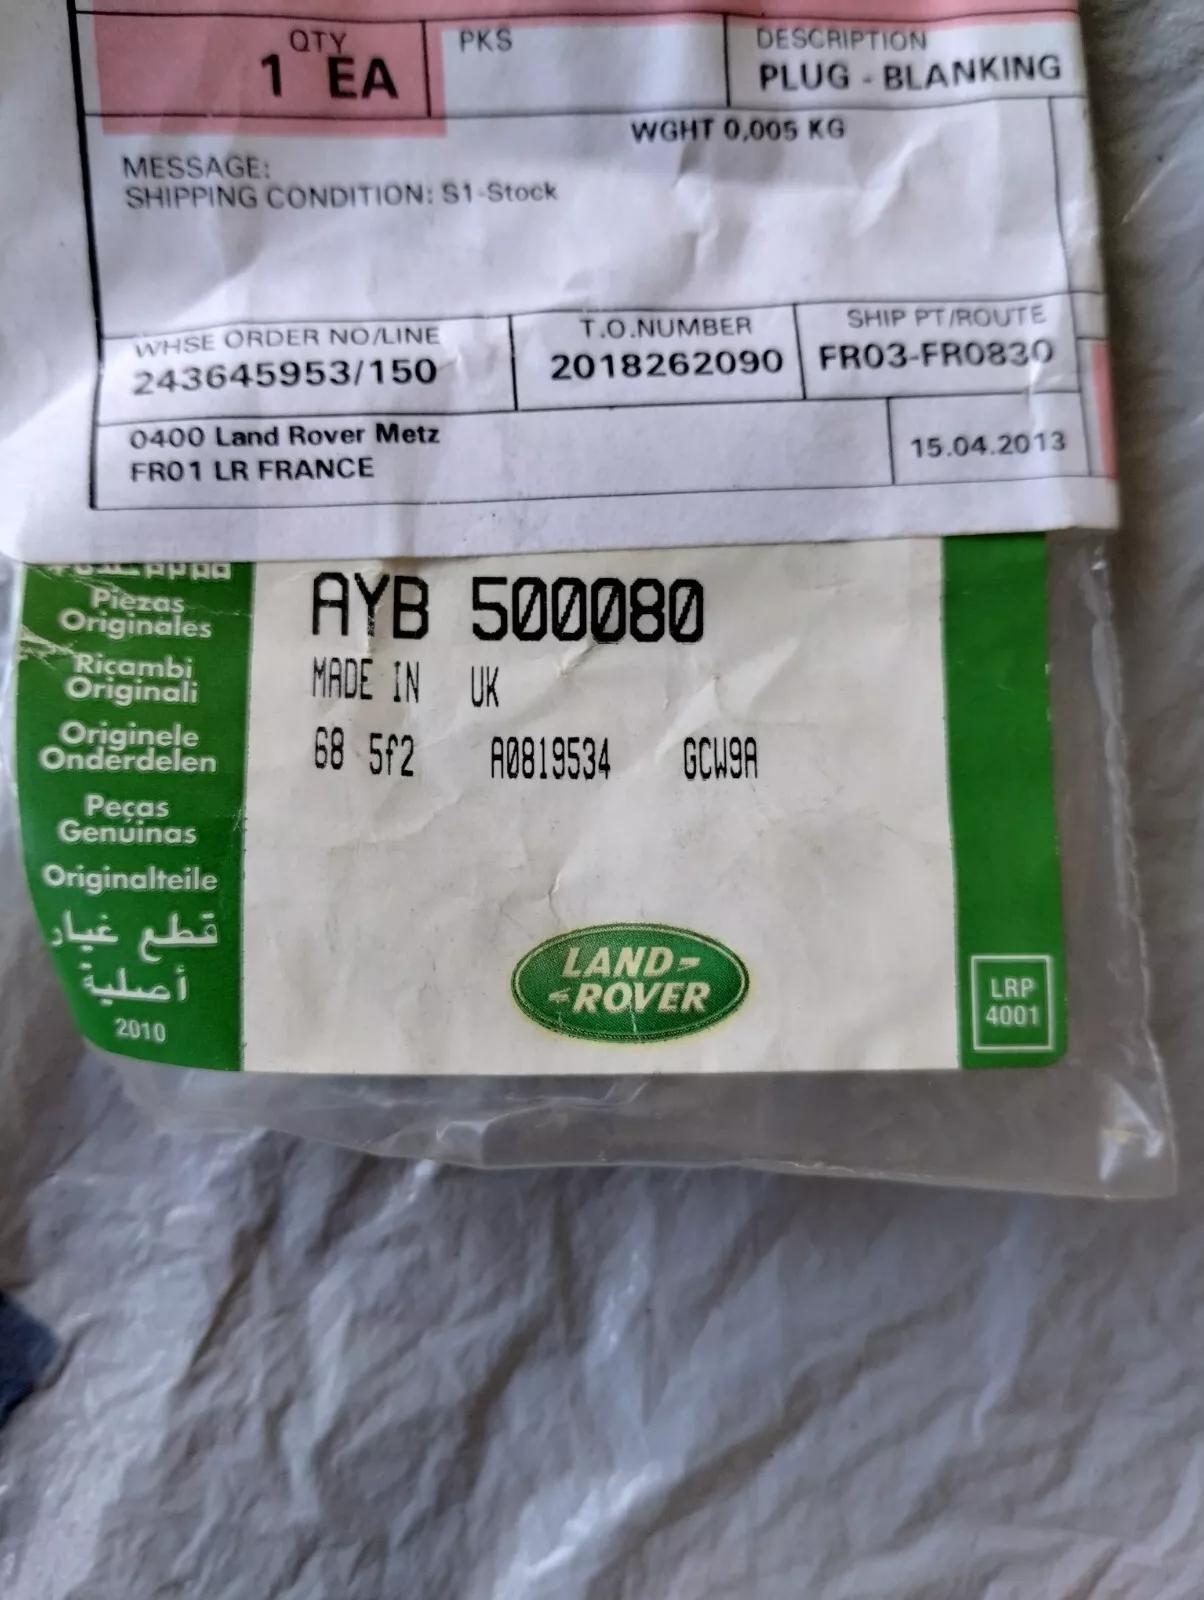 QTY
1 EA
PKS
DESCRIPTION
PLUG - BLANKING
WGHT 0,005 KG
MESSAGE:
SHIPPING CONDITION: S1-Stock
WHSE ORDER NO/LINE
243645953/150
T.O.NUMBER
2018262090
SHIP PT/ROUTE
FR03-FR0830
0400 Land Rover Metz
FR01 LR FRANCE
15.04.2013
Piezas
Originales
Ricambi
Originali
Originele
Onderdelen
Peças
Genuinas
Originalteile
قطع غيار
أصلية
2010
AYB 500080
MADE IN UK
68 5f2 A0819534 GCW9A
LAND-
ROVER
LRP
4001